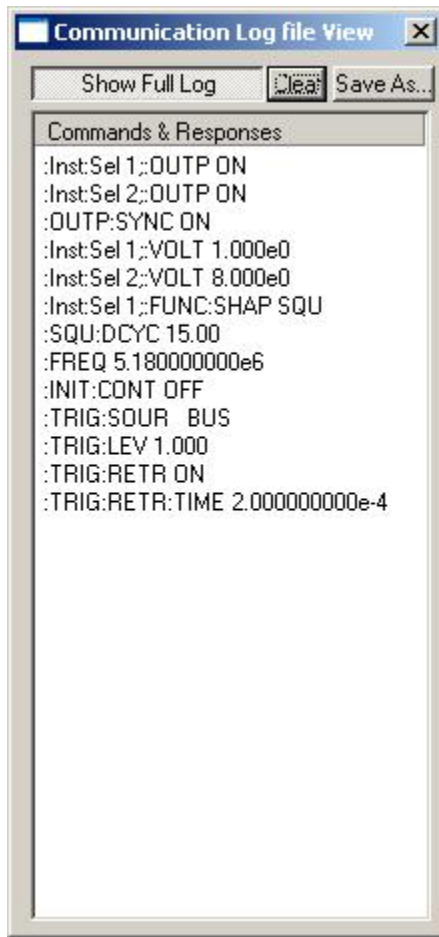 Communication Log file View
Show Full Log Clear Save As...
Commands & Responses
:Inst:Sel 1;:OUTP ON
:Inst:Sel 2;:OUTP ON
:OUTP:SYNC ON
:Inst:Sel 1;:VOLT 1.000e0
:Inst:Sel 2;:VOLT 8.000e0
:Inst:Sel 1;:FUNC:SHAP SQU
:SQU:DCYC 15.00
:FREQ 5.180000000e6
:INIT:CONT OFF
:TRIG:SOUR BUS
:TRIG:LEV 1.000
:TRIG:RETR ON
:TRIG:RETR:TIME 2.000000000e-4